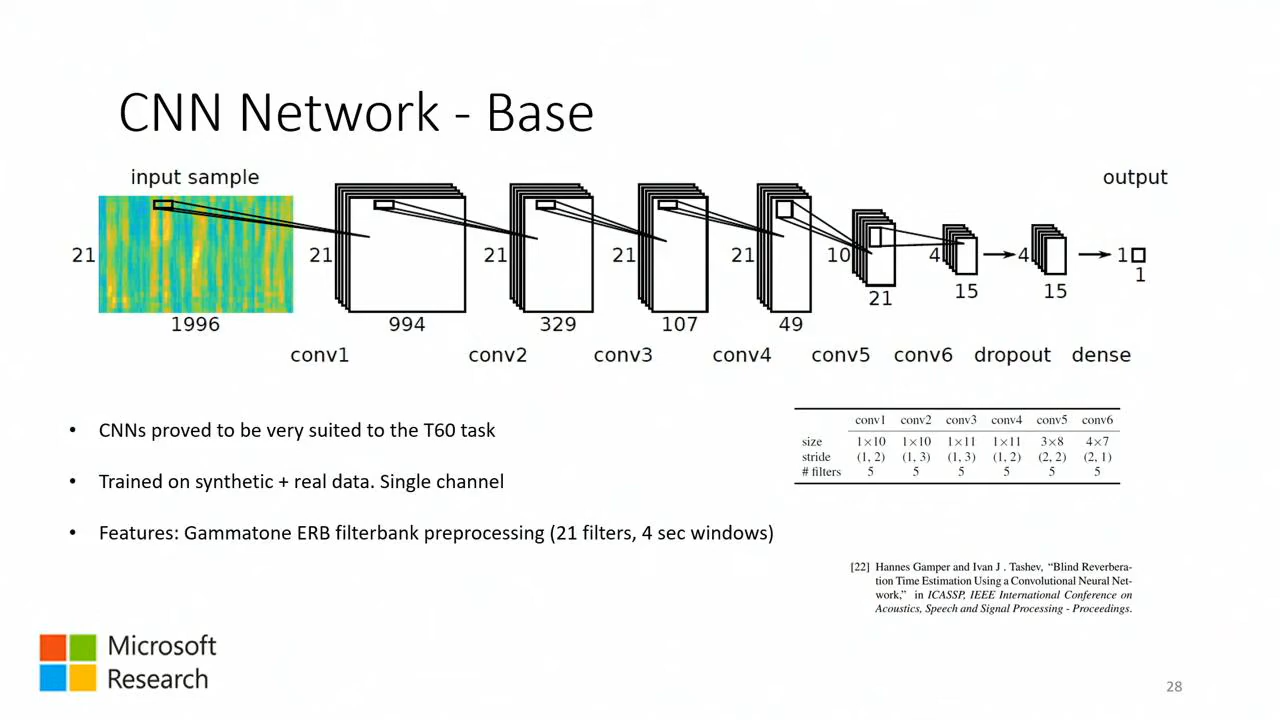 CNN Network - Base
input sample
output
21
21
21
21
21
10
4
4
1
1996
994
329
107
49
21
15
15
1
conv1
conv2
conv3
conv4
conv5
conv6
dropout
dense
• CNNs proved to be very suited to the T60 task
• Trained on synthetic + real data. Single channel
• Features: Gammatone ERB filterbank preprocessing (21 filters, 4 sec windows)
conv1 conv2 conv3 conv4 conv5 conv6
size 1×10 1×10 1×11 1×11 3×8 4×7
stride (1, 2) (1, 3) (1, 3) (1, 2) (2, 2) (2, 1)
# filters 5 5 5 5 5 5
[22] Hannes Gamper and Ivan J . Tashev, “Blind Reverbera-
tion Time Estimation Using a Convolutional Neural Net-
work,” in ICASSP, IEEE International Conference on
Acoustics, Speech and Signal Processing - Proceedings.
Microsoft
Research
28